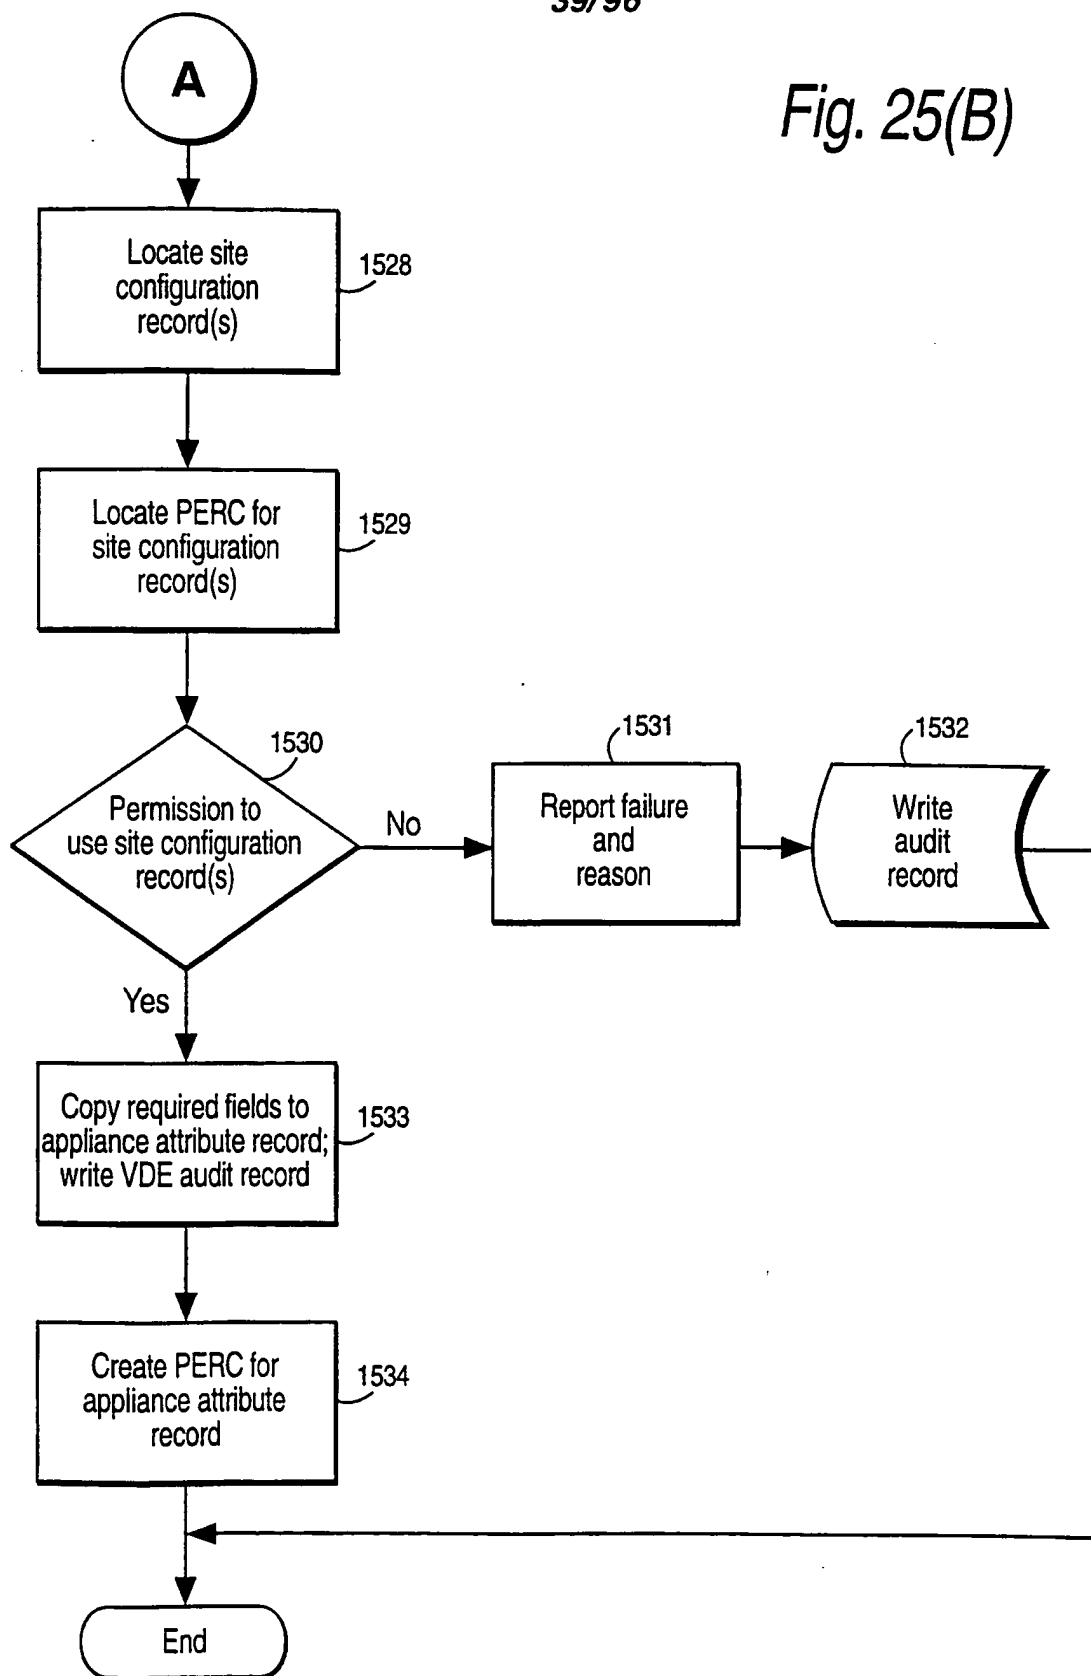 39/96
Fig. 25(B)
A
Locate site
configuration
record(s)
1528
Locate PERC for
site configuration
record(s)
1529
1530
Permission to
use site configuration
record(s)
No
1531
Report failure
and
reason
1532
Write
audit
record
Yes
Copy required fields to
appliance attribute record;
write VDE audit record
1533
Create PERC for
appliance attribute
record
1534
End